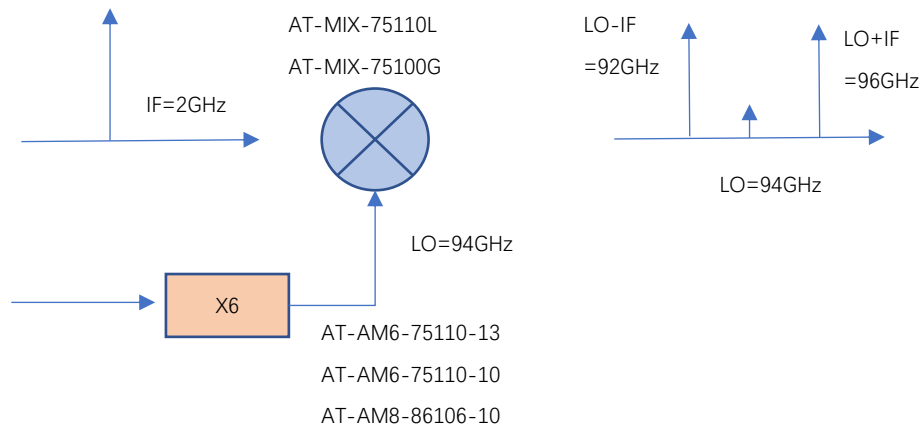 AT-MIX-75110L
AT-MIX-75100G
IF=2GHz
LO-IF
=92GHz
LO+IF
=96GHz
LO=94GHz
LO=94GHz
X6
AT-AM6-75110-13
AT-AM6-75110-10
AT-AM8-86106-10